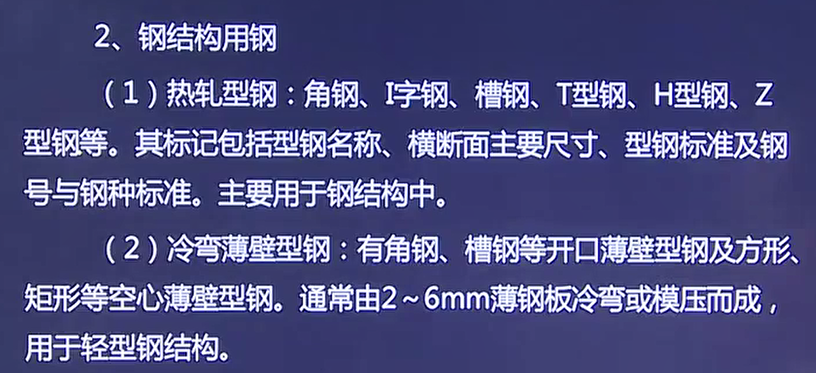 2、钢结构用钢
（1）热轧型钢：角钢、I字钢、槽钢、T型钢、H型钢、Z
型钢等。其标记包括型钢名称、横断面主要尺寸、型钢标准及钢
号与钢种标准。主要用于钢结构中。
（2）冷弯薄壁型钢：有角钢、槽钢等开口薄壁型钢及方形、
矩形等空心薄壁型钢。通常由2～6mm薄钢板冷弯或模压而成，
用于轻型钢结构。